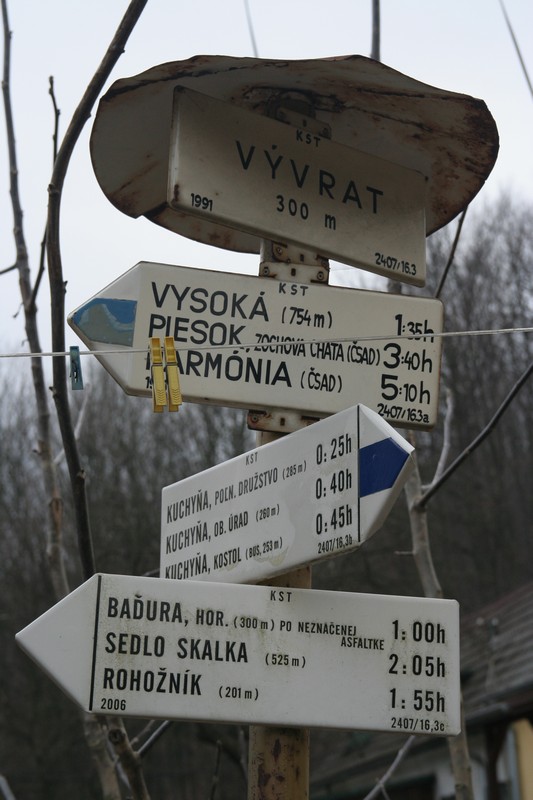 KST
VÝVRAT
300 m
1991
2407/16.3
KST
VYSOKÁ (754 m) 1:35h
PIESOK, ZOCHOVA CHATA (ČSAD) 3:40h
HARMÓNIA (ČSAD) 5:10h
2407/16.3a
KST
KUCHYŇA, POĽN. DRUŽSTVO (285 m) 0:25h
KUCHYŇA, OB. ÚRAD (260 m) 0:40h
KUCHYŇA, KOSTOL (BUS, 253 m) 0:45h
2407/16,3b
KST
BAĎURA, HOR. (300 m) PO NEZNAČENEJ ASFALTKE 1:00h
SEDLO SKALKA (525 m) 2:05h
ROHOŽNÍK (201 m) 1:55h
2006
2407/16,3c